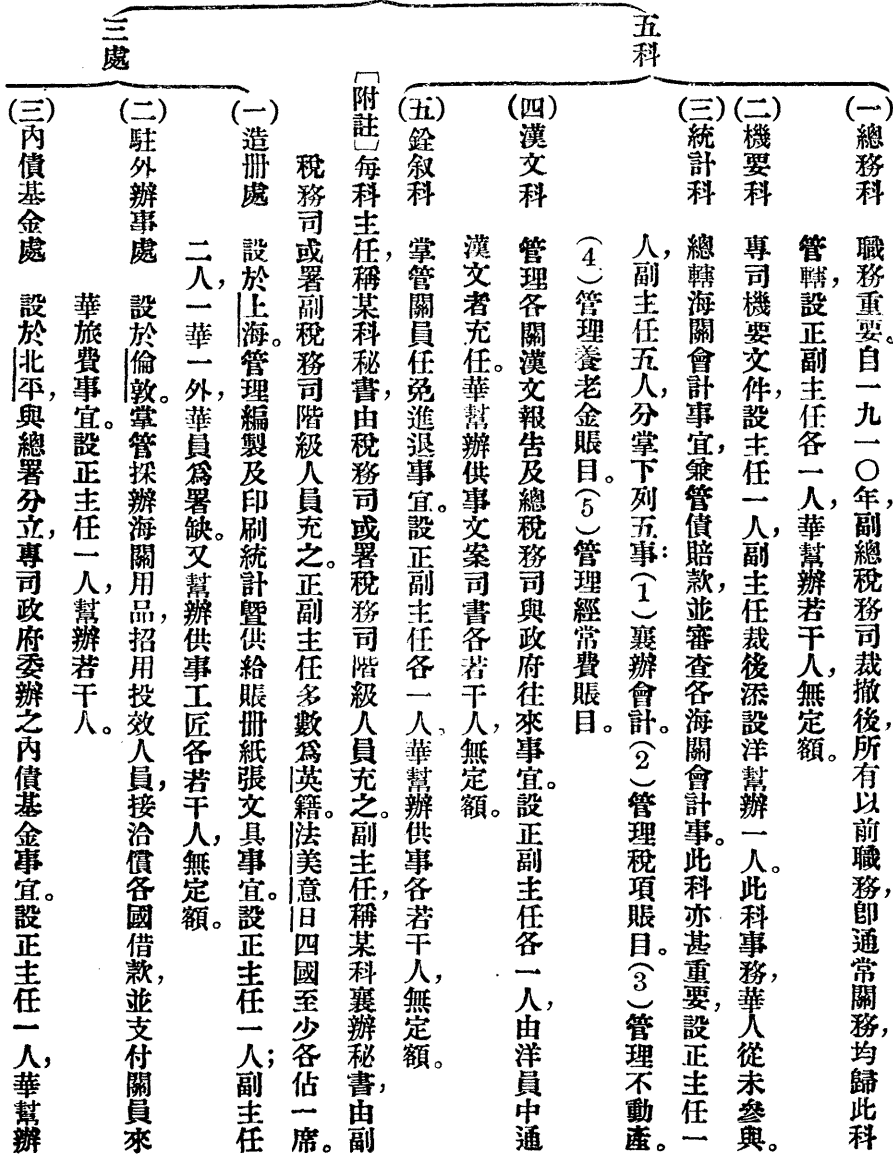 五科
(一)總務科 職務重要。自一九一〇年,副總稅務司裁撤後,所有以前職務,卽通常關務,均歸此科
管轄,設正副主任各一人,華幫辦若干人,無定額。
(二)機要科 專司機要文件,設主任一人,副主任裁後添設洋幫辦一人。此科事務,華人從未參與。
(三)統計科 總轄海關會計事宜,兼管債賠款,並審查各海關會計事。此科亦甚重要,設正主任一
人,副主任五人,分掌下列五事:(1)襄辦會計。(2)管理稅項賬目。(3)管理不動產。
(4)管理養老金賬目。(5)管理經常費賬目。
(四)漢文科 管理各關漢文報告及總稅務司與政府往來事宜。設正副主任各一人,由洋員中通
漢文者充任。華幫辦供事文案司書各若干人,無定額。
(五)銓叙科 掌管關員任免進退事宜。設正副主任各一人、華幫辦供事各若干人,無定額。
〔附註〕每科主任,稱某科秘書,由稅務司或署稅務司階級人員充之。副主任,稱某科襄辦秘書,由副
稅務司或署副稅務司階級人員充之。正副主任多數爲英籍。法美意日四國至少各佔一席。
三處
(一)造册處 設於上海。管理編製及印刷統計暨供給賬册紙張文具事宜。設正主任一人;副主任
二人,一華一外,華員爲署缺。又幫辦供事工匠各若干人,無定額。
(二)駐外辦事處 設於倫敦。掌管採辦海關用品,招用投效人員,接洽償各國借款,並支付關員來
華旅費事宜。設正主任一人,幫辦若干人。
(三)內債基金處 設於北平,與總署分立,專司政府委辦之內債基金事宜。設正主任一人,華幫辦